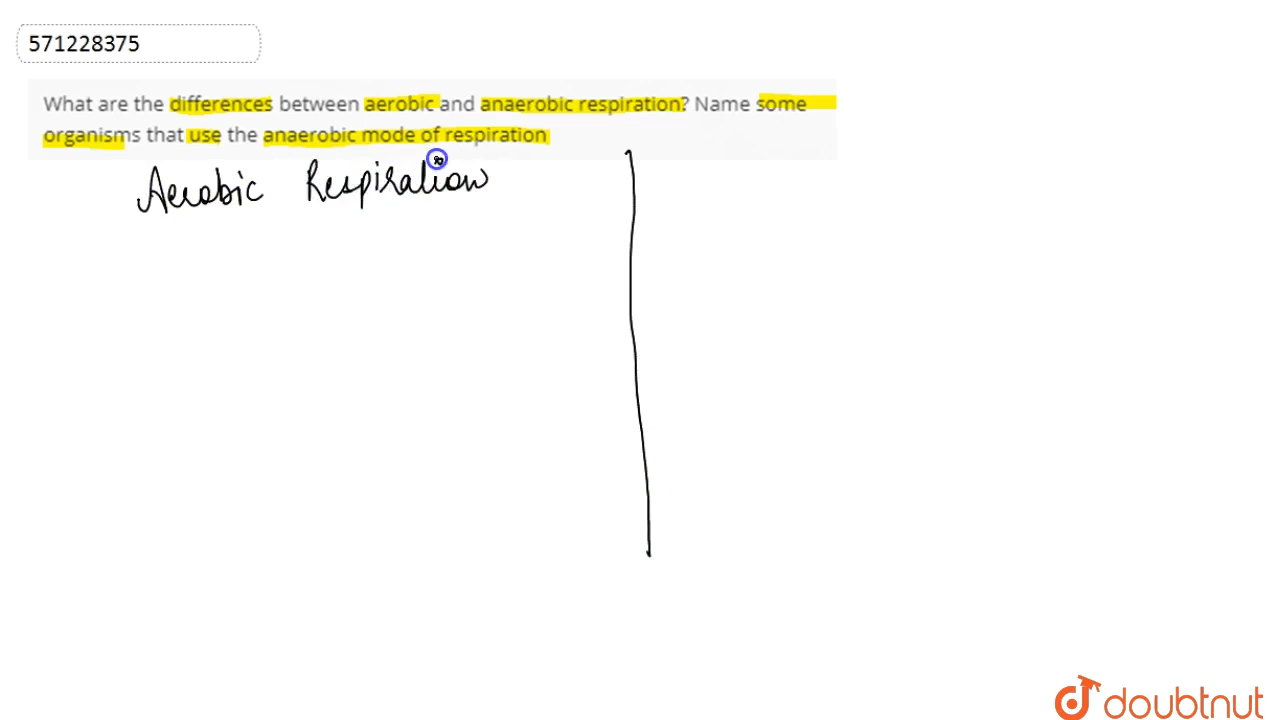 571228375
What are the differences between aerobic and anaerobic respiration? Name some
organisms that use the anaerobic mode of respiration
Aerobic Respiration
doubtnut